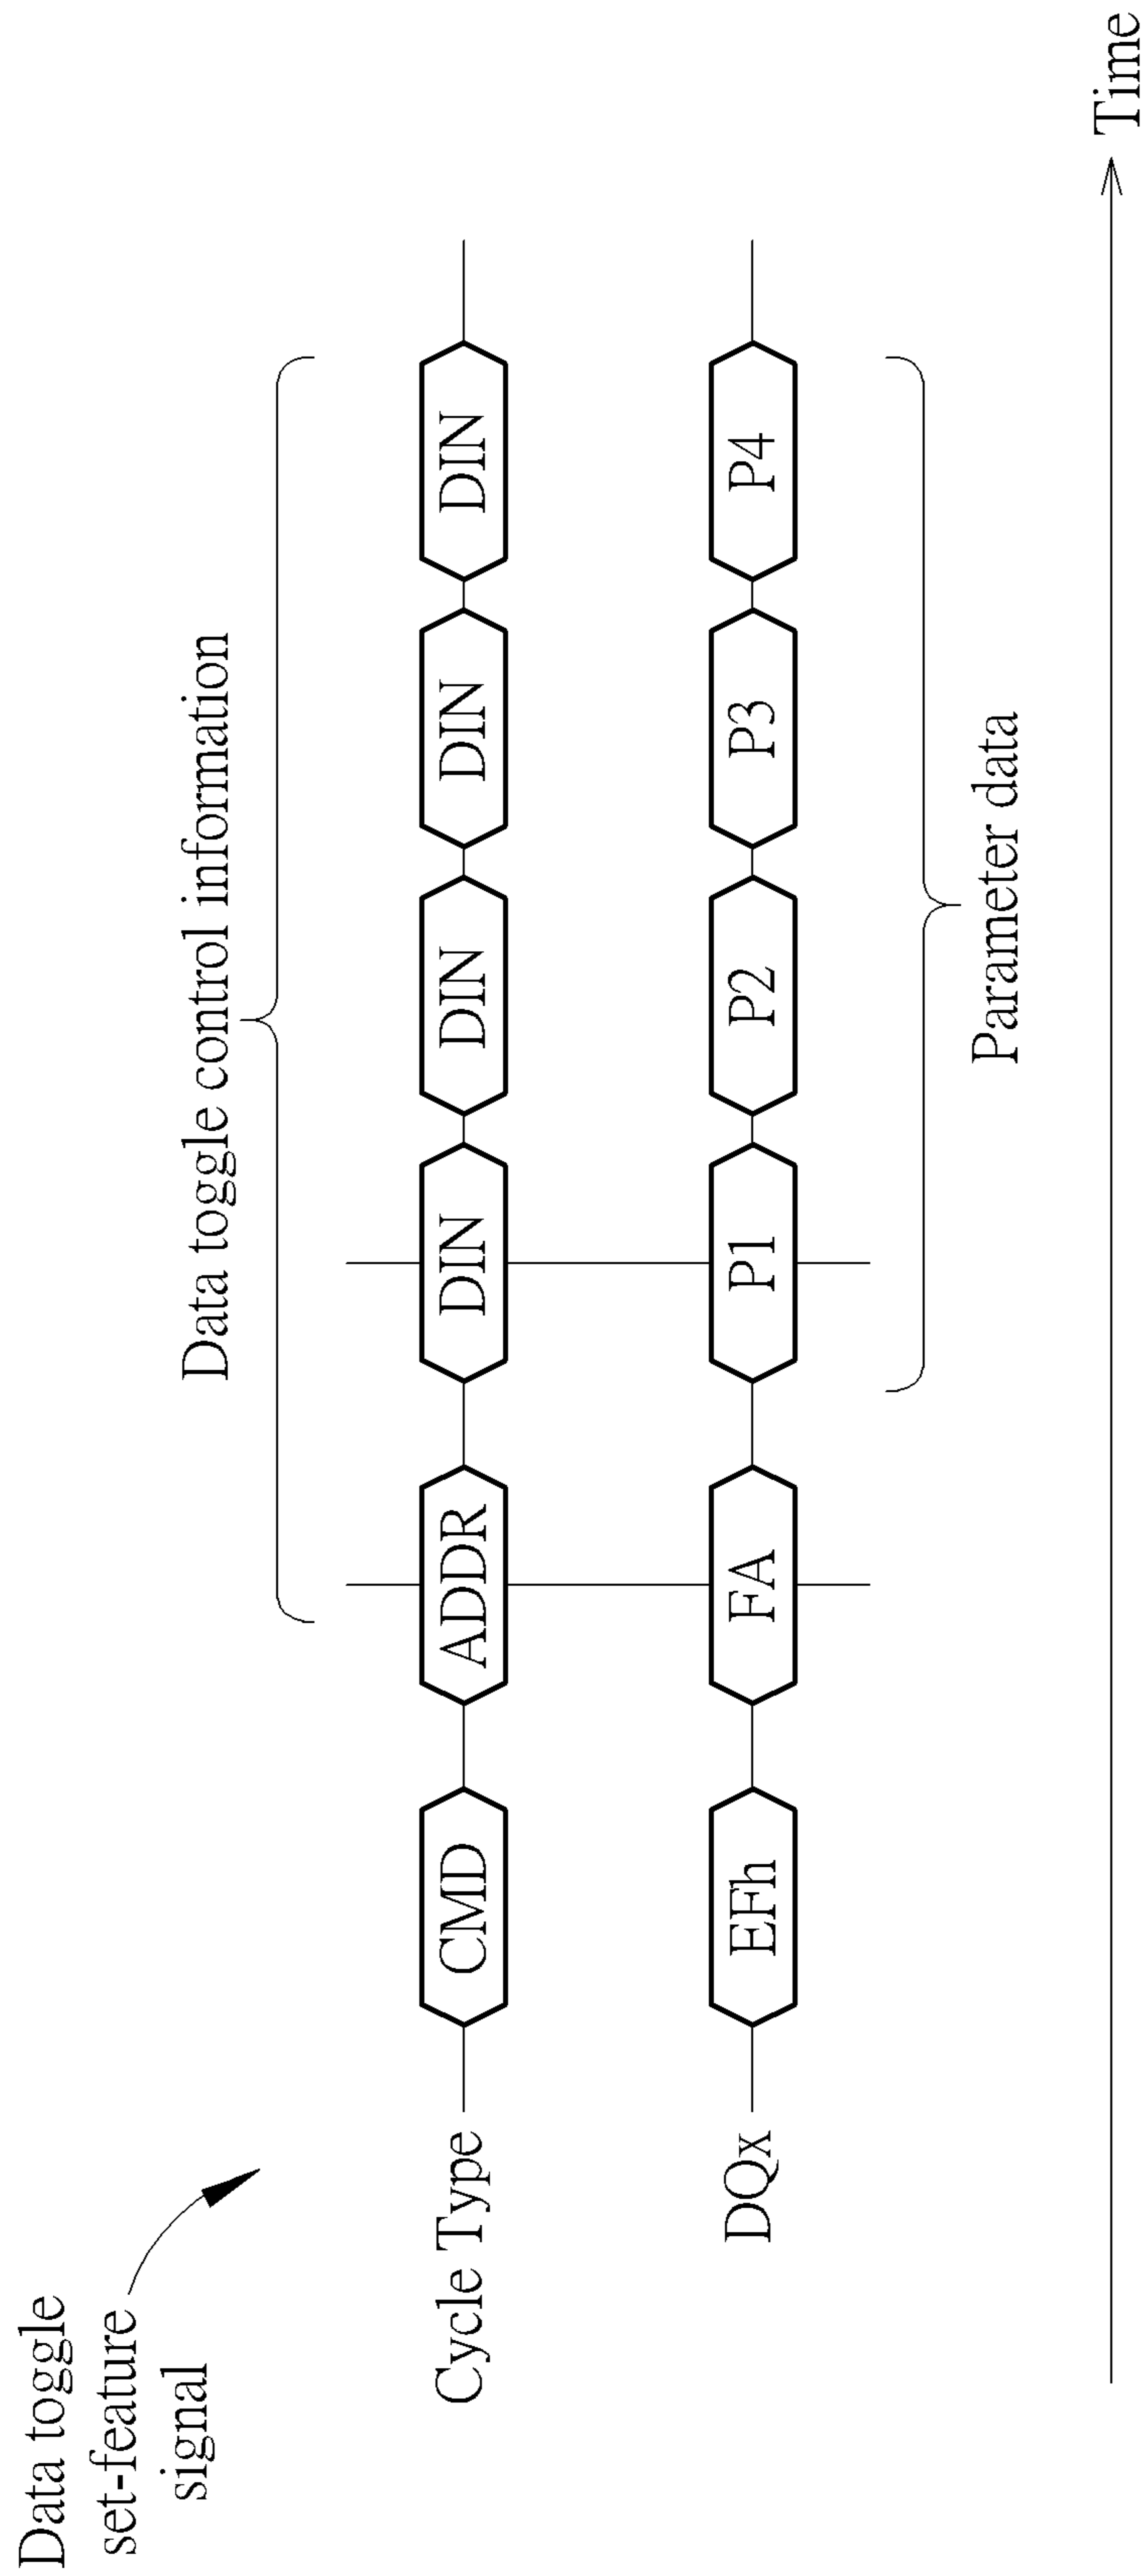 Data toggle
set-feature
signal
Data toggle control information
Cycle Type CMD ADDR DIN DIN DIN DIN
DQx EFh FA P1 P2 P3 P4
Parameter data
Time